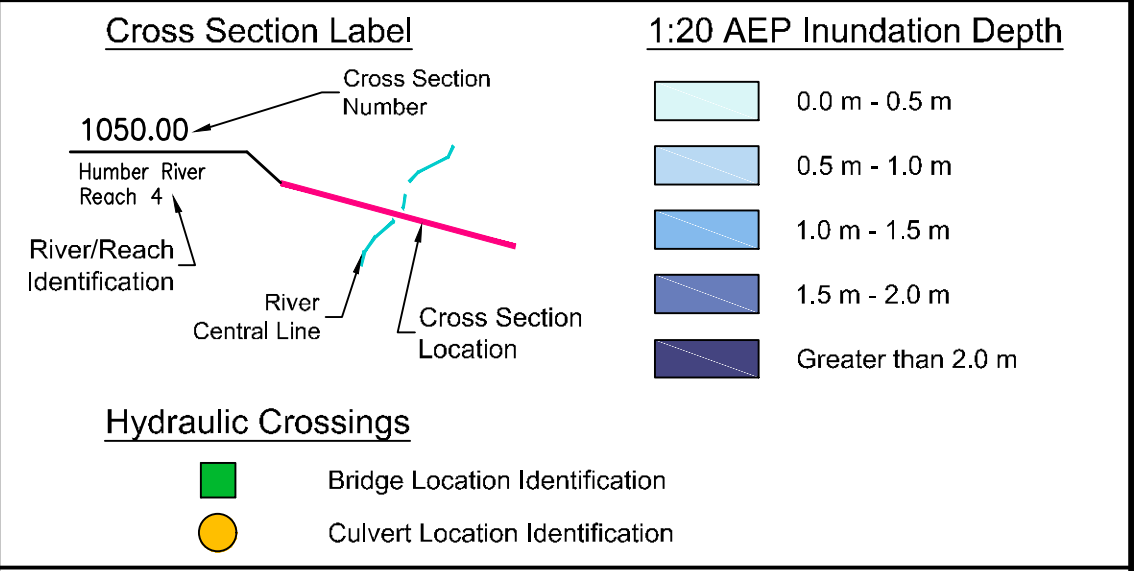 Cross Section Label
Cross Section
Number
1050.00
Humber River
Reach 4
River/Reach
Identification
River
Central Line
Cross Section
Location
1:20 AEP Inundation Depth
0.0 m - 0.5 m
0.5 m - 1.0 m
1.0 m - 1.5 m
1.5 m - 2.0 m
Greater than 2.0 m
Hydraulic Crossings
Bridge Location Identification
Culvert Location Identification